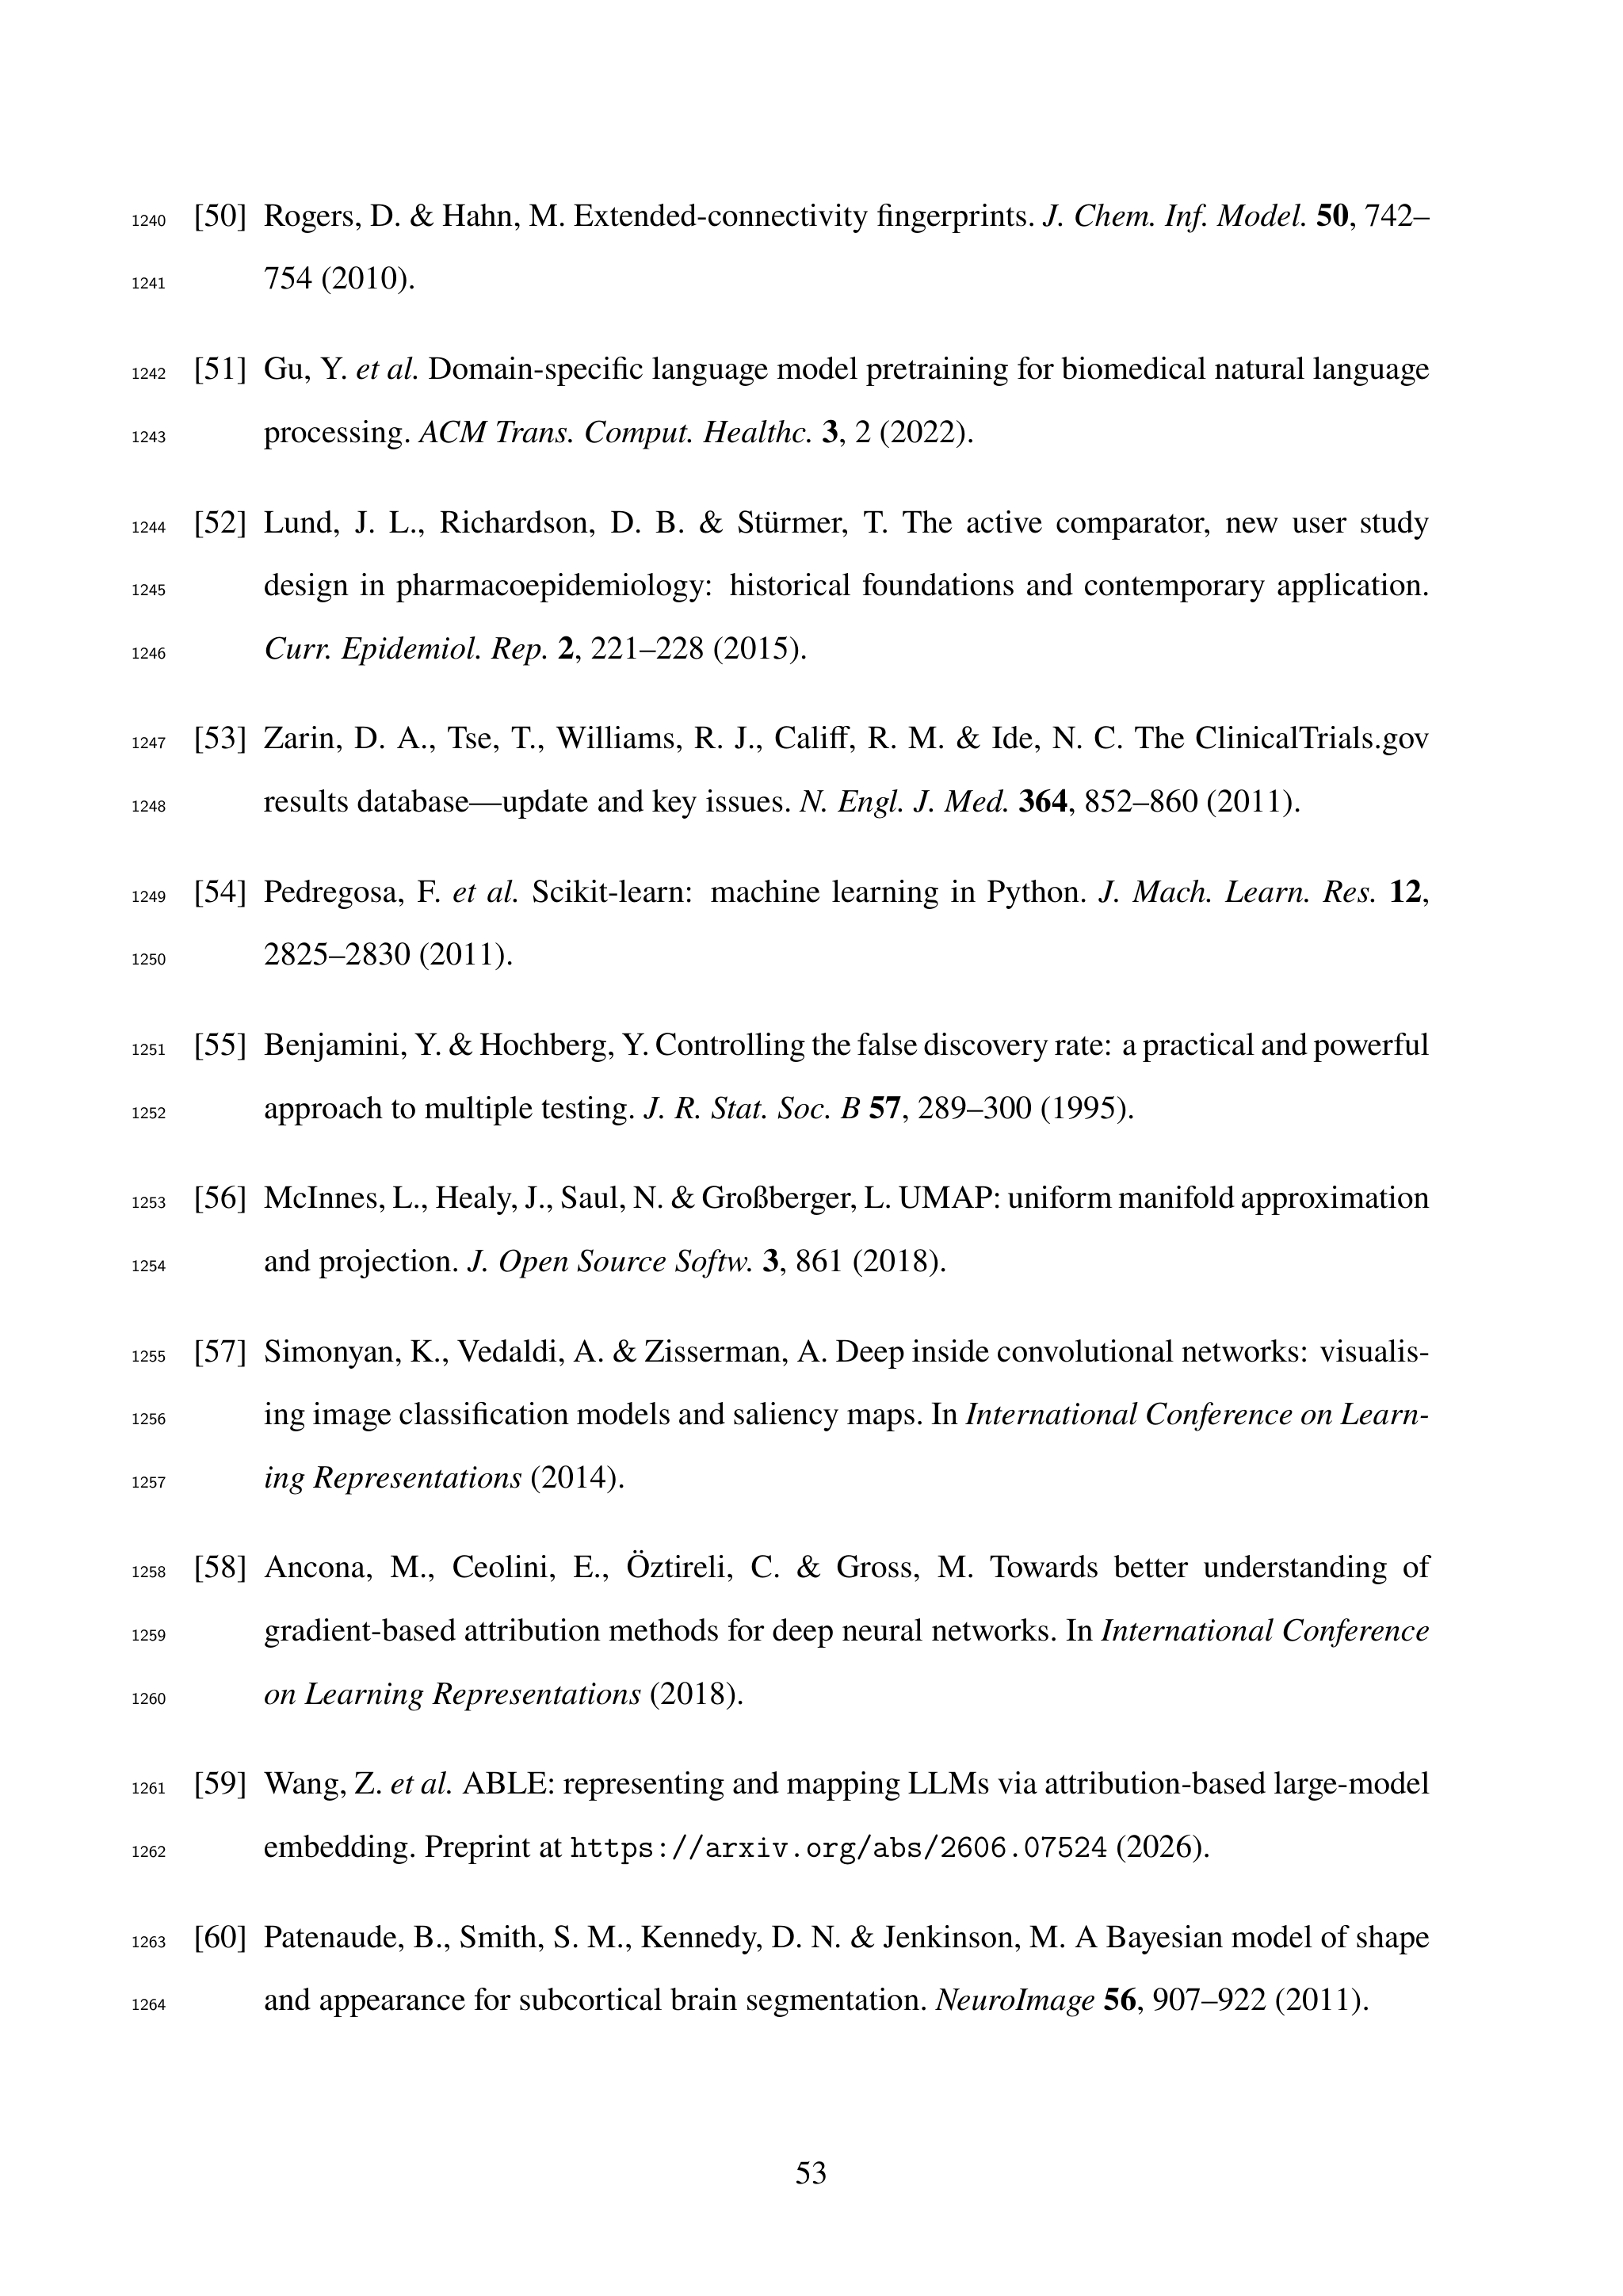 1240 [50] Rogers, D. & Hahn, M. Extended-connectivity fingerprints. J. Chem. Inf. Model. 50, 742–
1241 754 (2010).
1242 [51] Gu, Y. et al. Domain-specific language model pretraining for biomedical natural language
1243 processing. ACM Trans. Comput. Healthc. 3, 2 (2022).
1244 [52] Lund, J. L., Richardson, D. B. & Stürmer, T. The active comparator, new user study
1245 design in pharmacoepidemiology: historical foundations and contemporary application.
1246 Curr. Epidemiol. Rep. 2, 221–228 (2015).
1247 [53] Zarin, D. A., Tse, T., Williams, R. J., Califf, R. M. & Ide, N. C. The ClinicalTrials.gov
1248 results database—update and key issues. N. Engl. J. Med. 364, 852–860 (2011).
1249 [54] Pedregosa, F. et al. Scikit-learn: machine learning in Python. J. Mach. Learn. Res. 12,
1250 2825–2830 (2011).
1251 [55] Benjamini, Y. & Hochberg, Y. Controlling the false discovery rate: a practical and powerful
1252 approach to multiple testing. J. R. Stat. Soc. B 57, 289–300 (1995).
1253 [56] McInnes, L., Healy, J., Saul, N. & Großberger, L. UMAP: uniform manifold approximation
1254 and projection. J. Open Source Softw. 3, 861 (2018).
1255 [57] Simonyan, K., Vedaldi, A. & Zisserman, A. Deep inside convolutional networks: visualis-
1256 ing image classification models and saliency maps. In International Conference on Learn-
1257 ing Representations (2014).
1258 [58] Ancona, M., Ceolini, E., Öztireli, C. & Gross, M. Towards better understanding of
1259 gradient-based attribution methods for deep neural networks. In International Conference
1260 on Learning Representations (2018).
1261 [59] Wang, Z. et al. ABLE: representing and mapping LLMs via attribution-based large-model
1262 embedding. Preprint at https://arxiv.org/abs/2606.07524 (2026).
1263 [60] Patenaude, B., Smith, S. M., Kennedy, D. N. & Jenkinson, M. A Bayesian model of shape
1264 and appearance for subcortical brain segmentation. NeuroImage 56, 907–922 (2011).
53